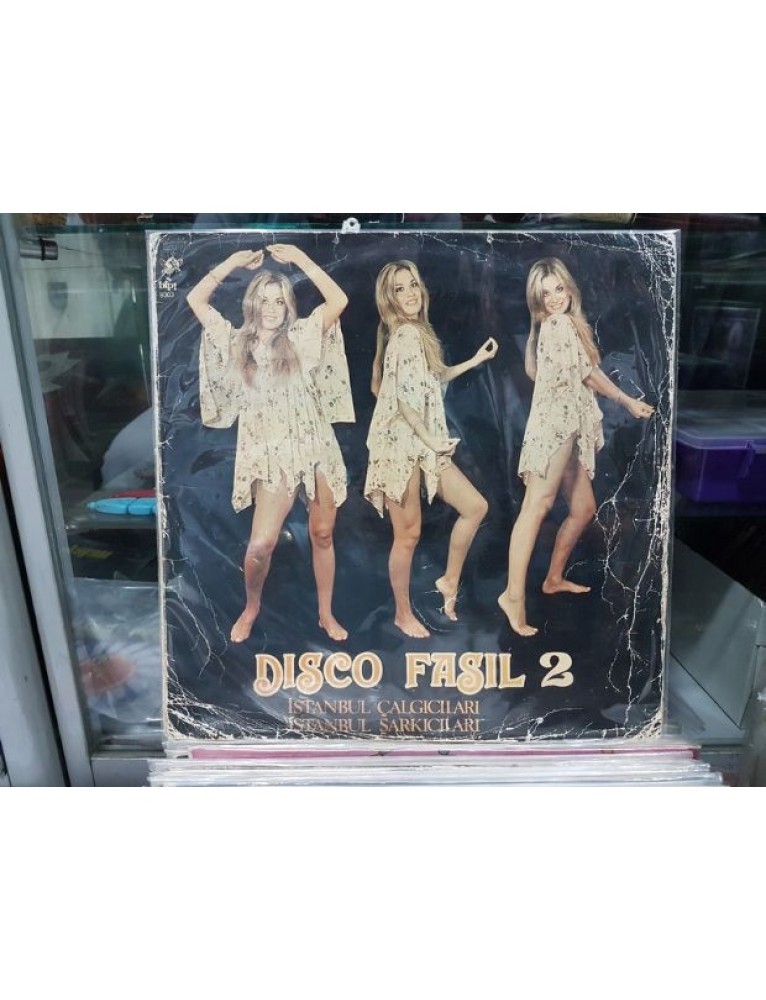 DISCO FASIL 2
İSTANBUL ÇALGICILARI
İSTANBUL ŞARKICILARI